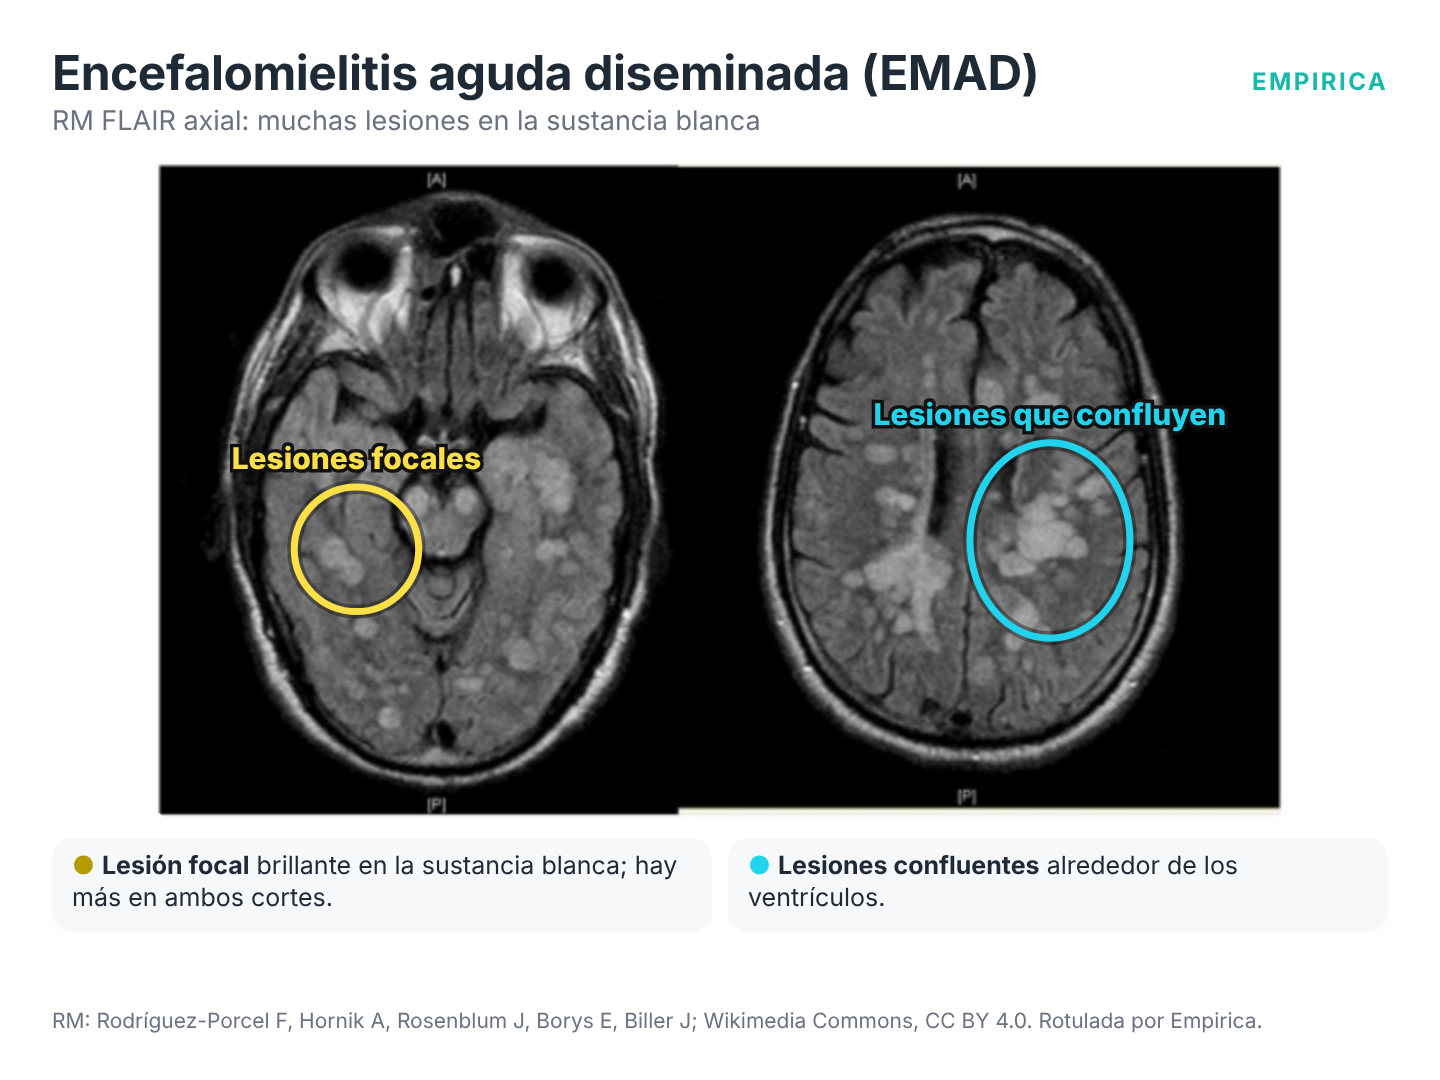 Encefalomielitis aguda diseminada (EMAD)
EMPIRICA
RM FLAIR axial: muchas lesiones en la sustancia blanca
[A]
[A]
Lesiones que confluyen
Lesiones focales
[P]
[P]
Lesión focal brillante en la sustancia blanca; hay
más en ambos cortes.
Lesiones confluentes alrededor de los
ventrículos.
RM: Rodríguez-Porcel F, Hornik A, Rosenblum J, Borys E, Biller J; Wikimedia Commons, CC BY 4.0. Rotulada por Empirica.